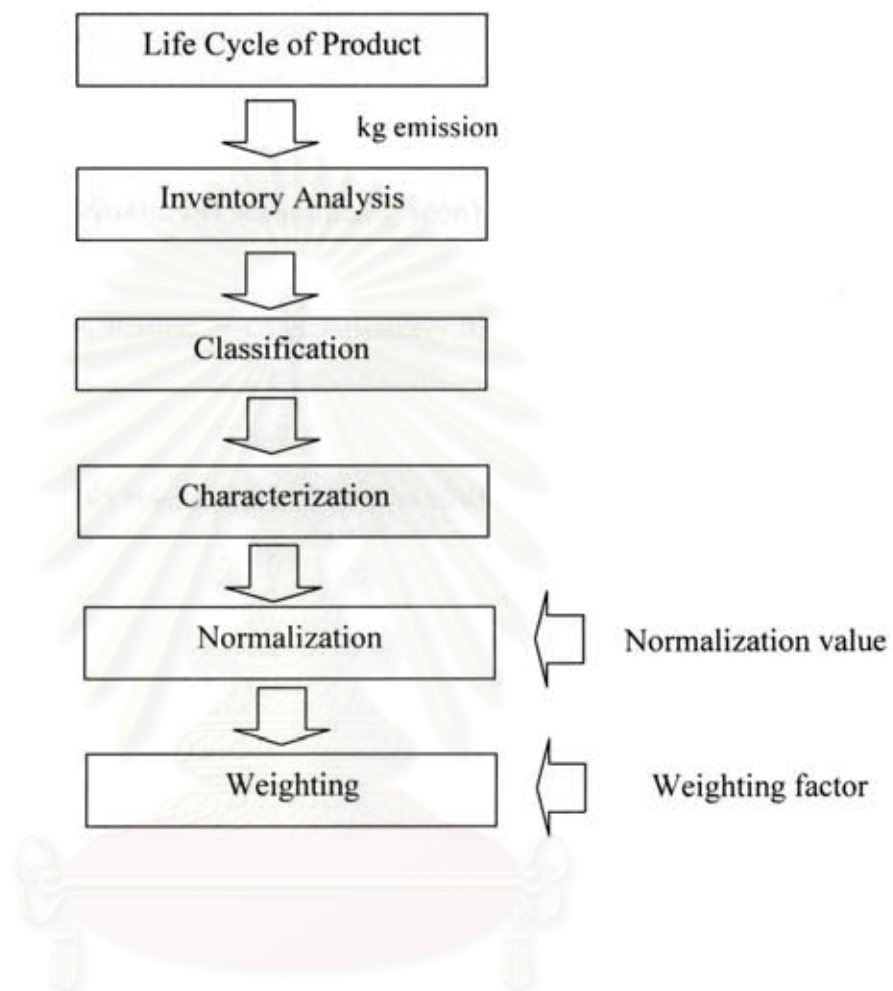 Life Cycle of Product
kg emission
Inventory Analysis
Classification
Characterization
Normalization
Normalization value
Weighting
Weighting factor